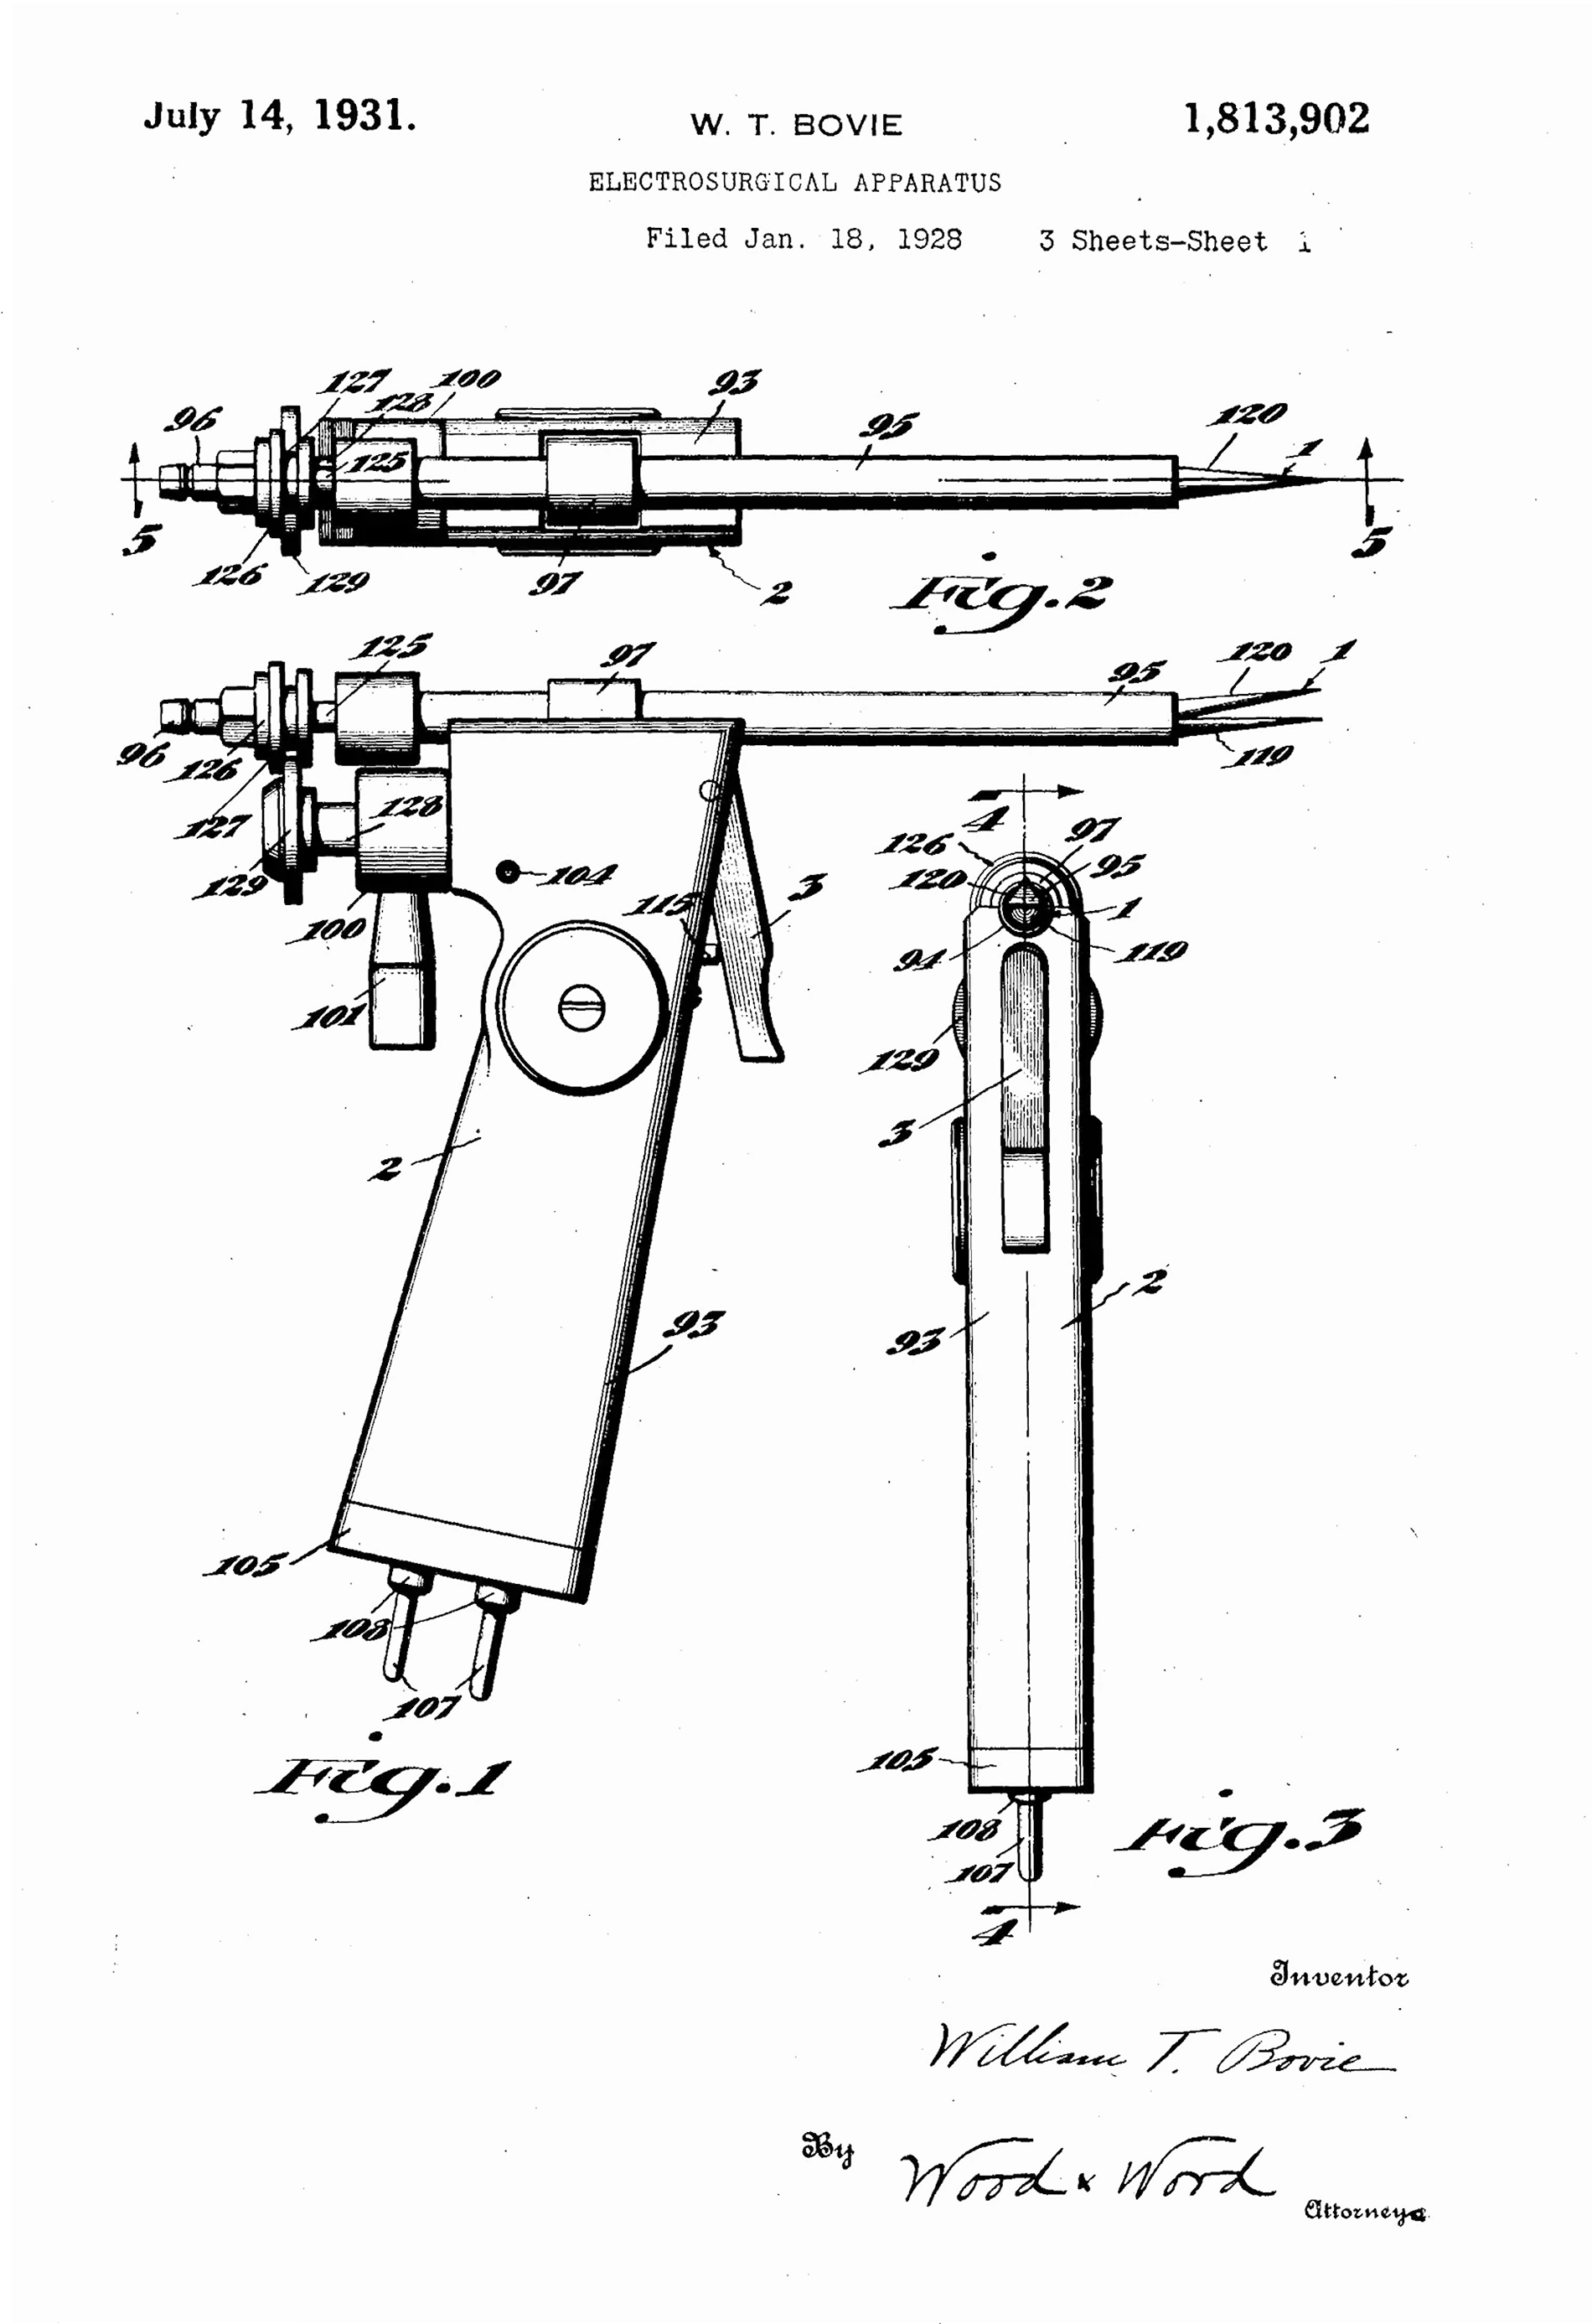 July 14, 1931.
W. T. BOVIE
1,813,902
ELECTROSURGICAL APPARATUS
Filed Jan. 18, 1928 3 Sheets-Sheet 1
127 100 93
96 128 95 120 1
125
5 5
126 129 97 2
Fig.2
125 97 95 120 1
96 126 119
127 128
129 104 115 3
100
101
2
93
105
108
107
Fig.1
4
126 97
120 95
1
94 119
129
3
2
93
105
108
107
4
Fig.3
Inventor
William T. Bovie
By Wood & Wood
Attorneys